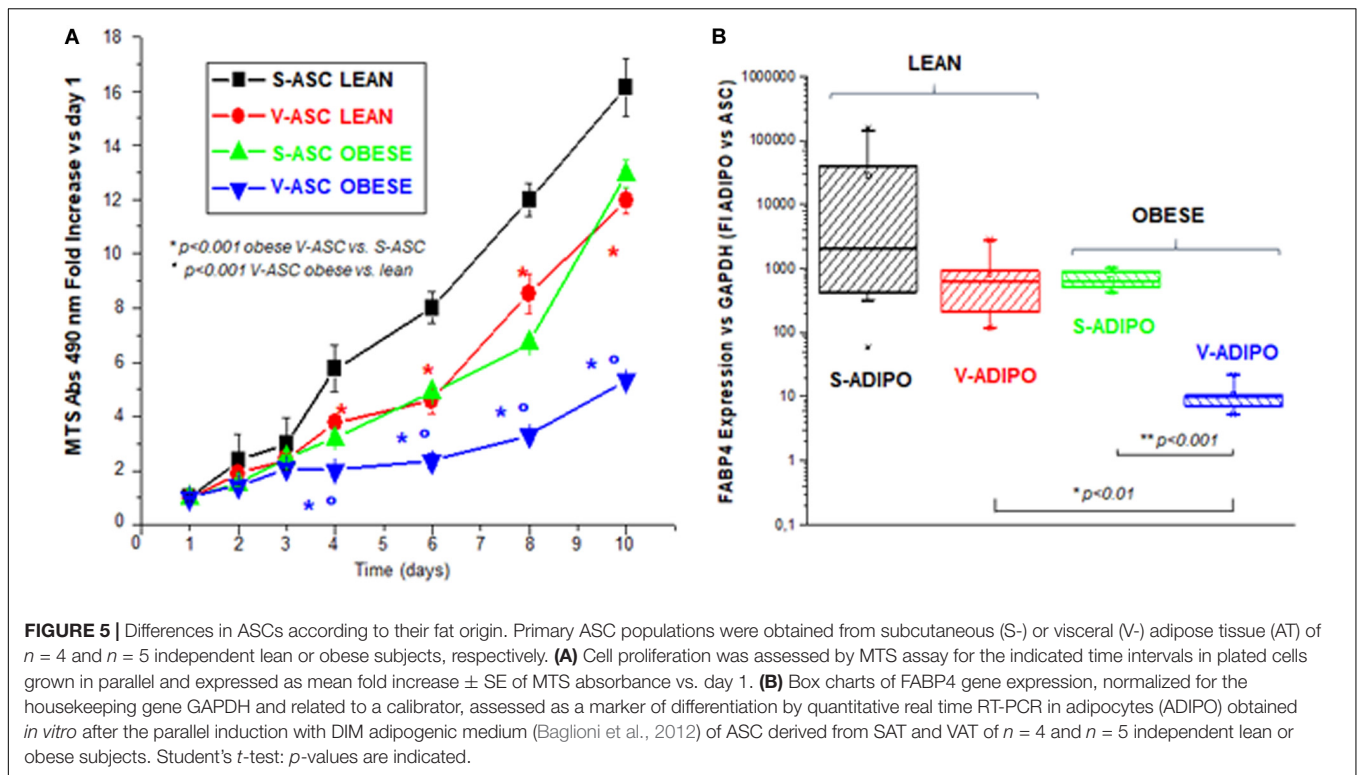 A
MTS Abs 490 nm Fold Increase vs day 1
18
16
14
12
10
8
6
4
2
0
S-ASC LEAN
V-ASC LEAN
S-ASC OBESE
V-ASC OBESE
* p<0.001 obese V-ASC vs. S-ASC
* p<0.001 V-ASC obese vs. lean
* * * *
* o * o * o * o
0 1 2 3 4 5 6 7 8 9 10
Time (days)
B
FABP4 Expression vs GAPDH (FI ADIPO vs ASC)
1000000
100000
10000
1000
100
10
1
0,1
LEAN
OBESE
S-ADIPO
V-ADIPO
S-ADIPO
V-ADIPO
** p<0.001
* p<0.01
FIGURE 5 | Differences in ASCs according to their fat origin. Primary ASC populations were obtained from subcutaneous (S-) or visceral (V-) adipose tissue (AT) of
n = 4 and n = 5 independent lean or obese subjects, respectively. (A) Cell proliferation was assessed by MTS assay for the indicated time intervals in plated cells
grown in parallel and expressed as mean fold increase ± SE of MTS absorbance vs. day 1. (B) Box charts of FABP4 gene expression, normalized for the
housekeeping gene GAPDH and related to a calibrator, assessed as a marker of differentiation by quantitative real time RT-PCR in adipocytes (ADIPO) obtained
in vitro after the parallel induction with DIM adipogenic medium (Baglioni et al., 2012) of ASC derived from SAT and VAT of n = 4 and n = 5 independent lean or
obese subjects. Student's t-test: p-values are indicated.